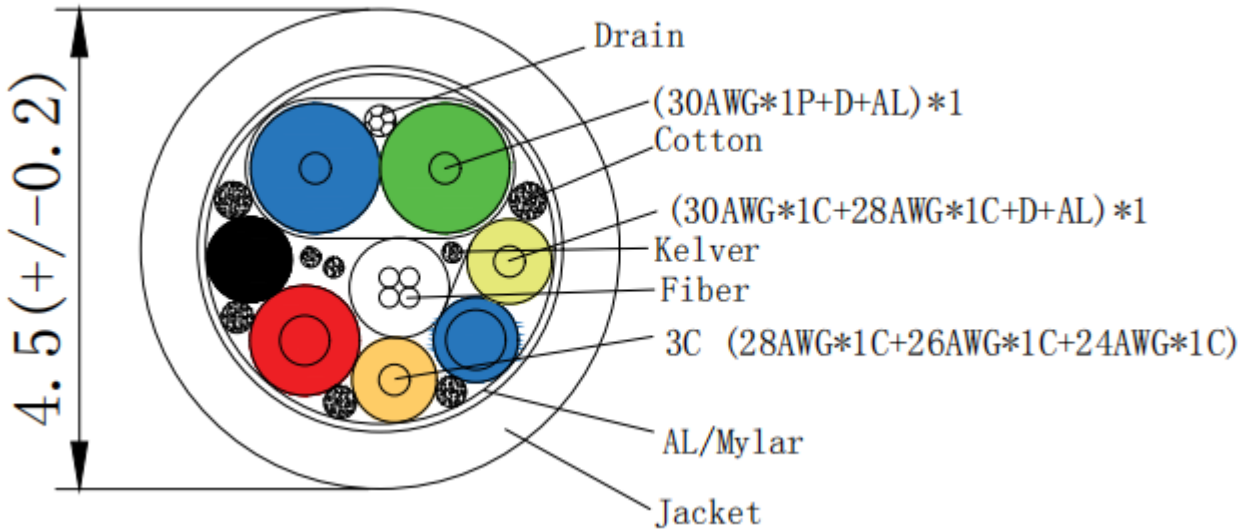 4.5(+/-0.2)
Drain
(30AWG*1P+D+AL)*1
Cotton
(30AWG*1C+28AWG*1C+D+AL)*1
Kelver
Fiber
3C (28AWG*1C+26AWG*1C+24AWG*1C)
AL/Mylar
Jacket